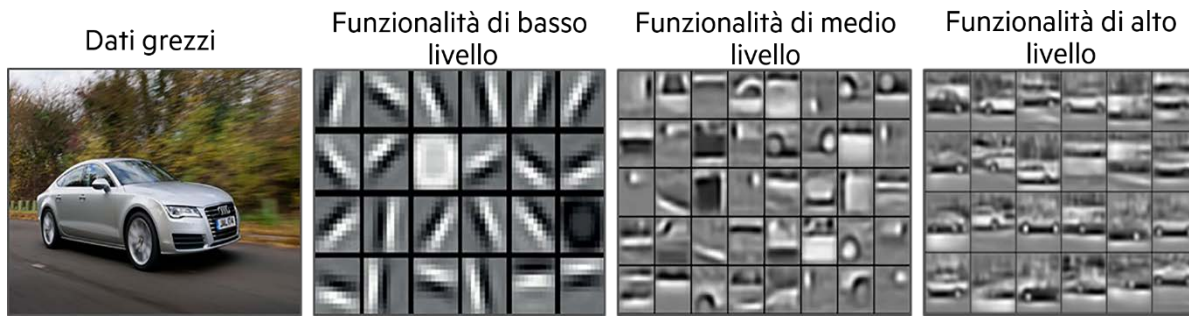 Dati grezzi
Funzionalità di basso
livello
Funzionalità di medio
livello
Funzionalità di alto
livello